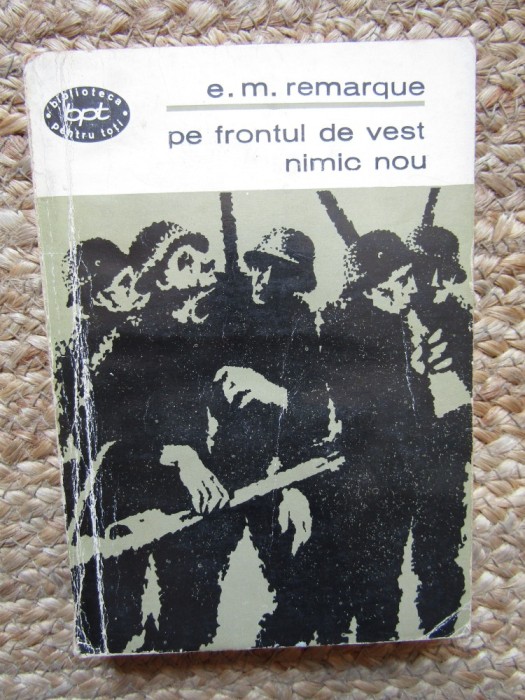 • biblioteca •
bpt
pentru toți
e. m. remarque
pe frontul de vest
nimic nou